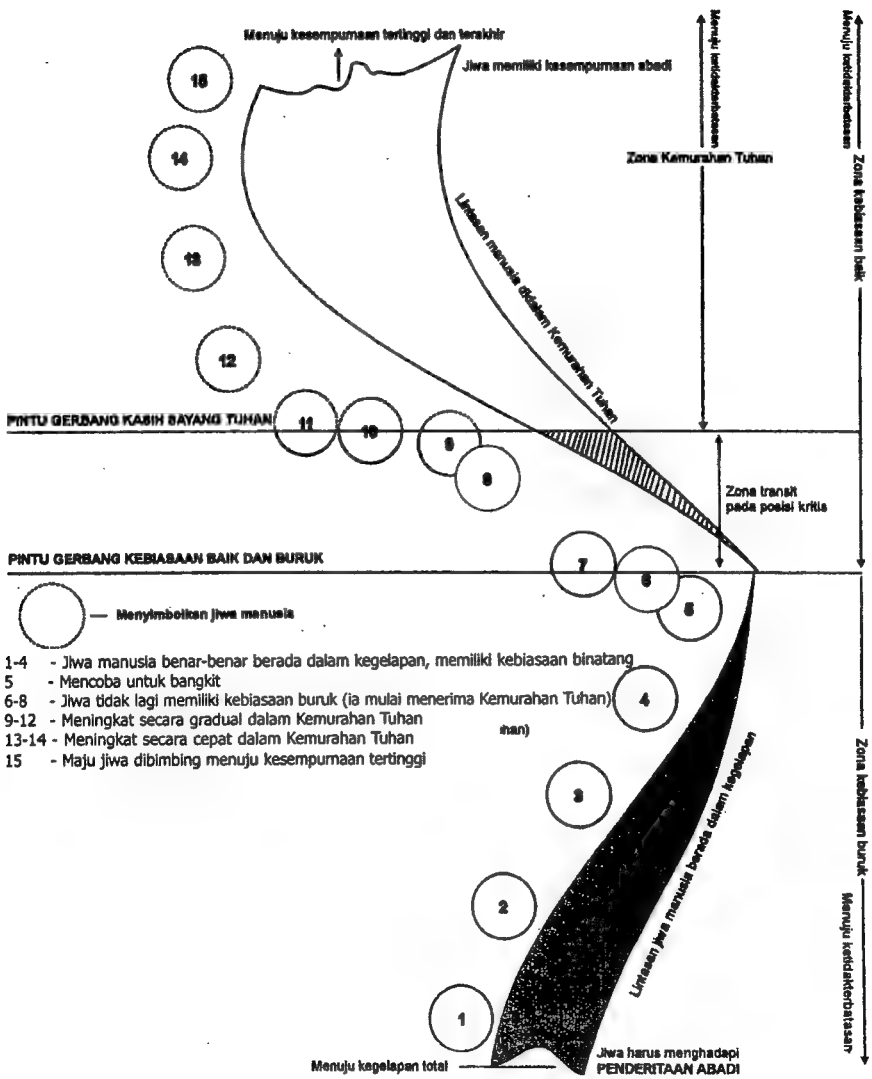 Menuju kesempurnaan tertinggi dan terakhir
Jiwa memiliki kesempurnaan abadi
Menuju ketidakterbatasan
Menuju ketidakterbatasan
15
14
Zona Kemurahan Tuhan
Zona kebiasaan baik
Lintasan manusia didalam Kemurahan Tuhan
13
12
PINTU GERBANG KASIH SAYANG TUHAN
11
10
9
8
Zona transit
pada posisi kritis
PINTU GERBANG KEBIASAAN BAIK DAN BURUK
7
6
5
— Menyimbolkan jiwa manusia
1-4 - Jiwa manusia benar-benar berada dalam kegelapan, memiliki kebiasaan binatang
5 - Mencoba untuk bangkit
6-8 - Jiwa tidak lagi memiliki kebiasaan buruk (ia mulai menerima Kemurahan Tuhan)
9-12 - Meningkat secara gradual dalam Kemurahan Tuhan
13-14 - Meningkat secara cepat dalam Kemurahan Tuhan
han)
15 - Maju jiwa dibimbing menuju kesempurnaan tertinggi
4
3
2
1
Lintasan jiwa manusia berada dalam kegelapan
Zona kebiasaan buruk
Menuju ketidakterbatasan
Menuju kegelapan total
Jiwa harus menghadapi
PENDERITAAN ABADI